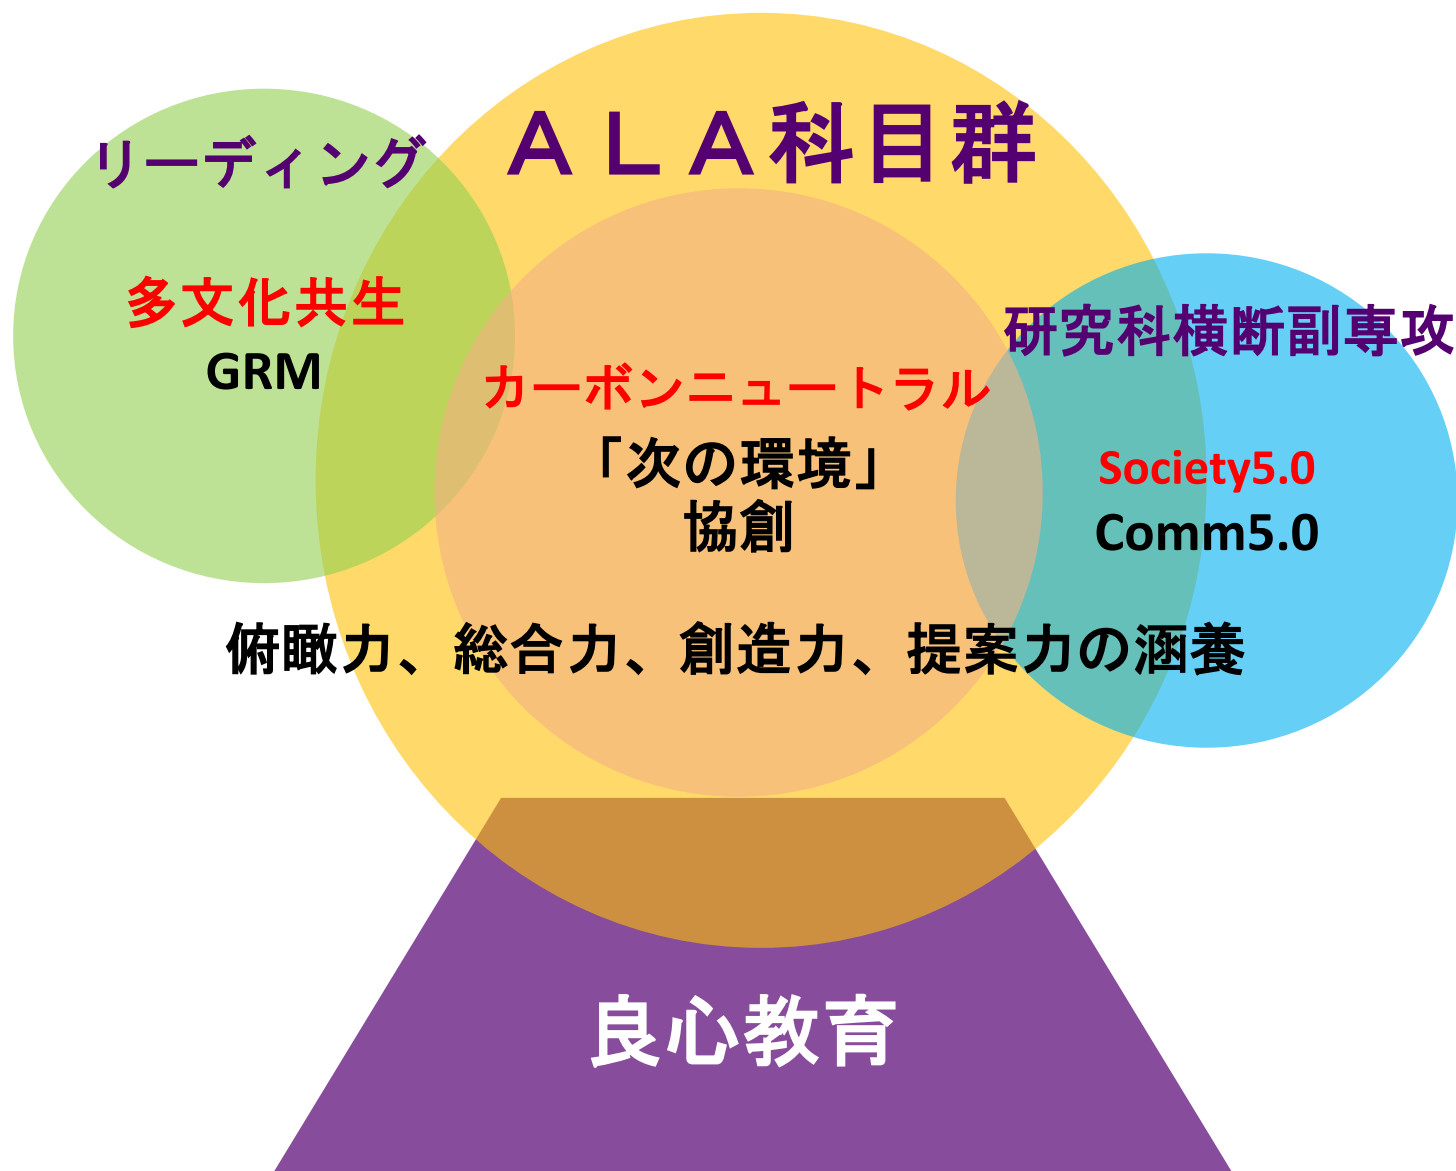 ＡＬＡ科目群
リーディング
多文化共生
GRM
カーボンニュートラル
「次の環境」
協創
研究科横断副専攻
Society5.0
Comm5.0
俯瞰力、総合力、創造力、提案力の涵養
良心教育